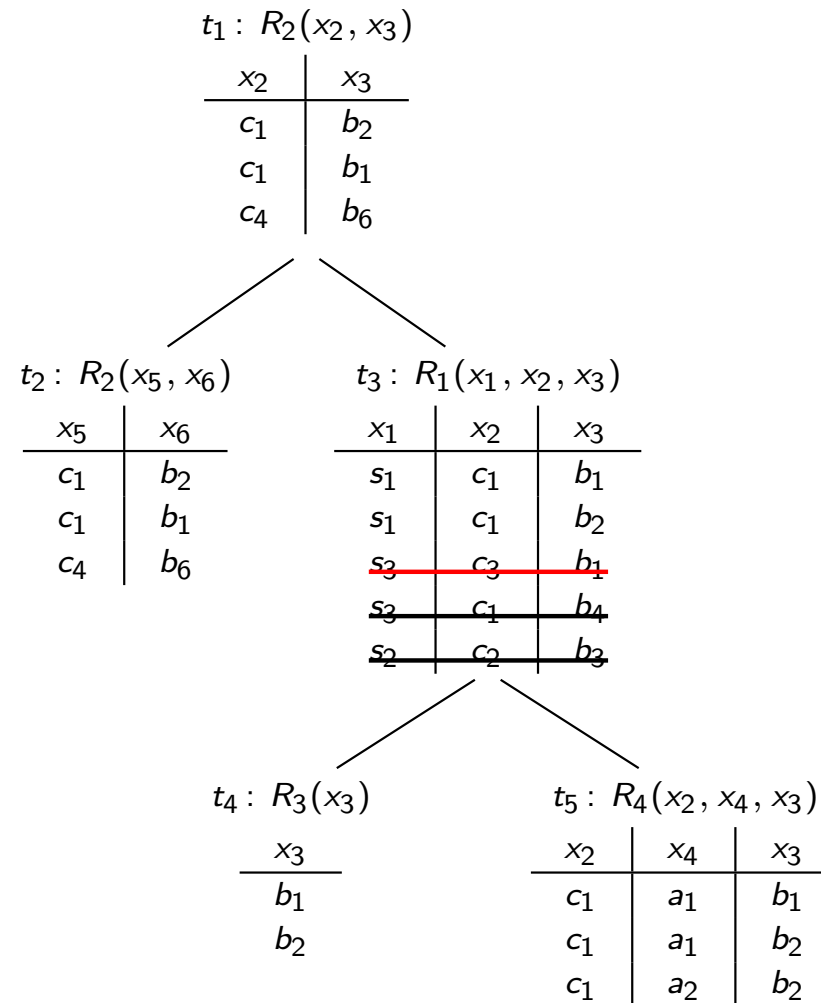 t₁ : R₂(x₂, x₃)
x₂ x₃
c₁ b₂
c₁ b₁
c₄ b₆
t₂ : R₂(x₅, x₆)
x₅ x₆
c₁ b₂
c₁ b₁
c₄ b₆
t₃ : R₁(x₁, x₂, x₃)
x₁ x₂ x₃
s₁ c₁ b₁
s₁ c₁ b₂
s₃ c₃ b₁
s₃ c₁ b₄
s₂ c₂ b₃
t₄ : R₃(x₃)
x₃
b₁
b₂
t₅ : R₄(x₂, x₄, x₃)
x₂ x₄ x₃
c₁ a₁ b₁
c₁ a₁ b₂
c₁ a₂ b₂